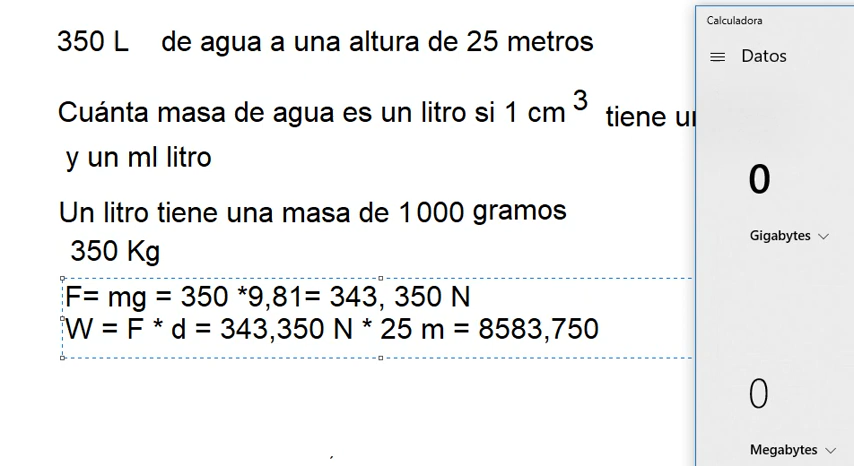 350 L de agua a una altura de 25 metros
Cuánta masa de agua es un litro si 1 cm 3 tiene
y un ml litro
Un litro tiene una masa de 1000 gramos
350 Kg
F= mg = 350 *9,81= 343, 350 N
W = F * d = 343,350 N * 25 m = 8583,750
Calculadora
Datos
0
Gigabytes
0
Megabytes